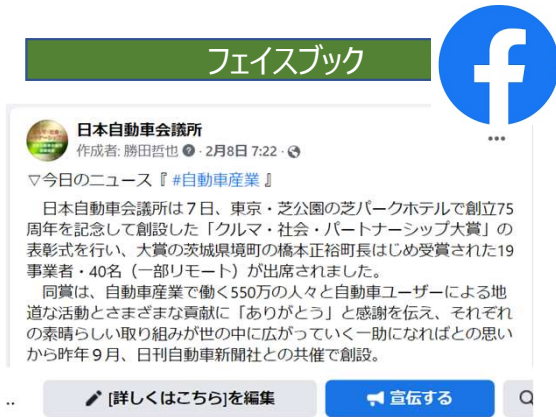 フェイスブック
日本自動車会議所
作成者: 勝田哲也 · 2月8日 7:22 ·
▽今日のニュース『 #自動車産業 』
　日本自動車会議所は７日、東京・芝公園の芝パークホテルで創立75
周年を記念して創設した「クルマ・社会・パートナーシップ大賞」の
表彰式を行い、大賞の茨城県境町の橋本正裕町長はじめ受賞された19
事業者・40名（一部リモート）が出席されました。
　同賞は、自動車産業で働く550万の人々と自動車ユーザーによる地
道な活動とさまざまな貢献に「ありがとう」と感謝を伝え、それぞれ
の素晴らしい取り組みが世の中に広がっていく一助になればとの思い
から昨年９月、日刊自動車新聞社との共催で創設。
.. [詳しくはこちら]を編集 宣伝する